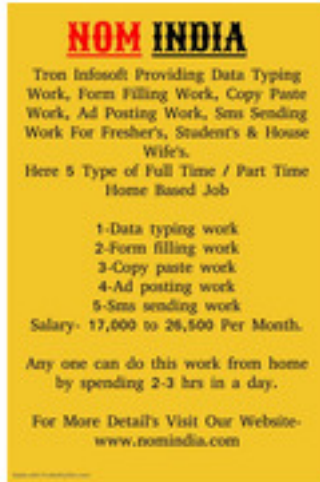 NOM INDIA
Tron Infosoft Providing Data Typing
Work, Form Filling Work, Copy Paste
Work, Ad Posting Work, Sms Sending
Work For Fresher's, Student's & House
Wife's.
Here 5 Type of Full Time / Part Time
Home Based Job
1-Data typing work
2-Form filling work
3-Copy paste work
4-Ad posting work
5-Sms sending work
Salary- 17,000 to 26,500 Per Month.
Any one can do this work from home
by spending 2-3 hrs in a day.
For More Detail's Visit Our Website-
www.nomindia.com